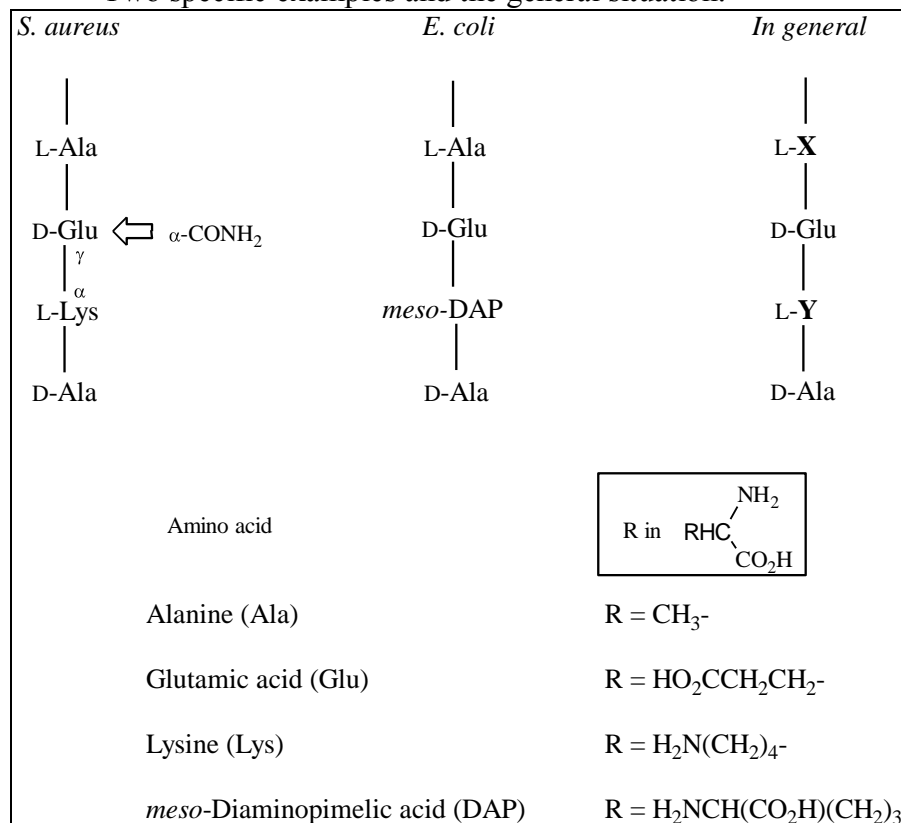 Two specific examples and the general situation.
S. aureus E. coli In general
L-Ala L-Ala L-X
D-Glu α-CONH₂ D-Glu D-Glu
γ
α
L-Lys meso-DAP L-Y
D-Ala D-Ala D-Ala
NH₂
Amino acid R in RHC
CO₂H
Alanine (Ala) R = CH₃-
Glutamic acid (Glu) R = HO₂CCH₂CH₂-
Lysine (Lys) R = H₂N(CH₂)₄-
meso-Diaminopimelic acid (DAP) R = H₂NCH(CO₂H)(CH₂)₃